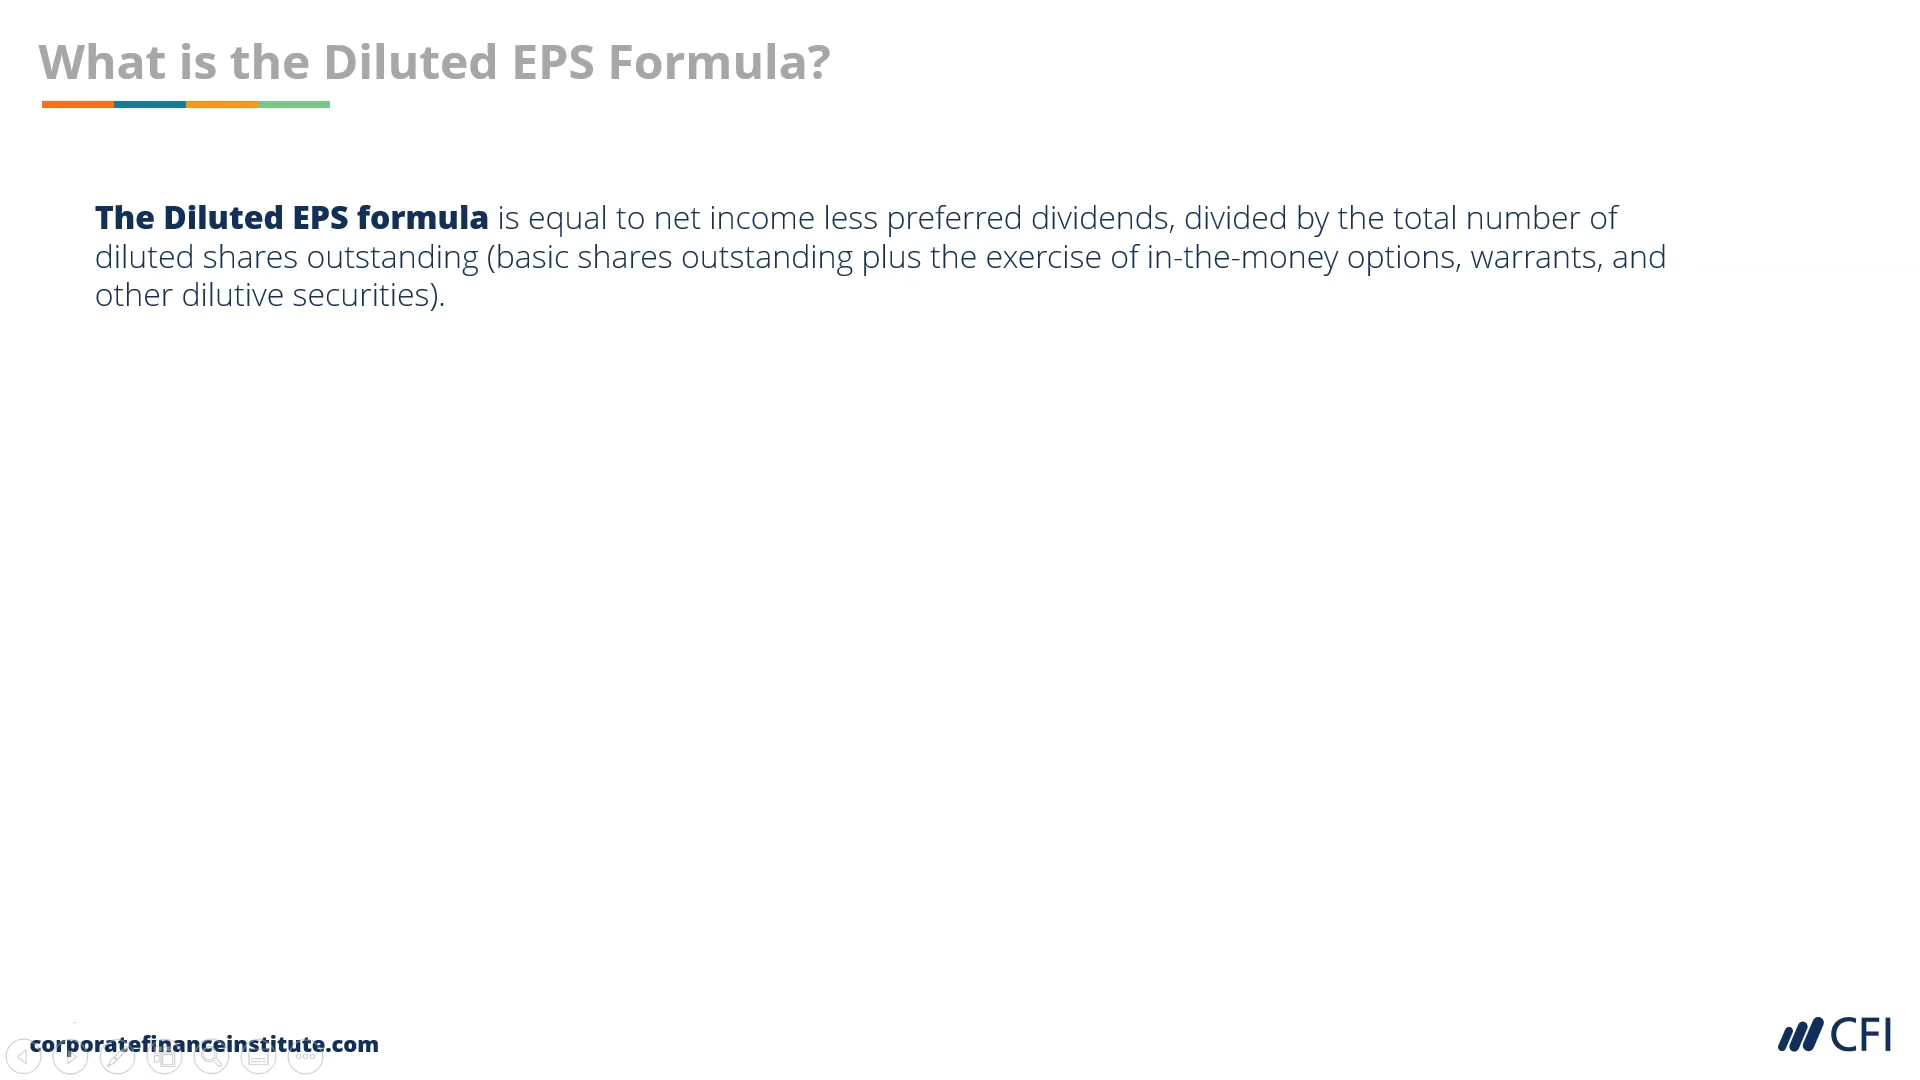 What is the Diluted EPS Formula?
The Diluted EPS formula is equal to net income less preferred dividends, divided by the total number of
diluted shares outstanding (basic shares outstanding plus the exercise of in-the-money options, warrants, and
other dilutive securities).
corporatefinanceinstitute.com
CFI